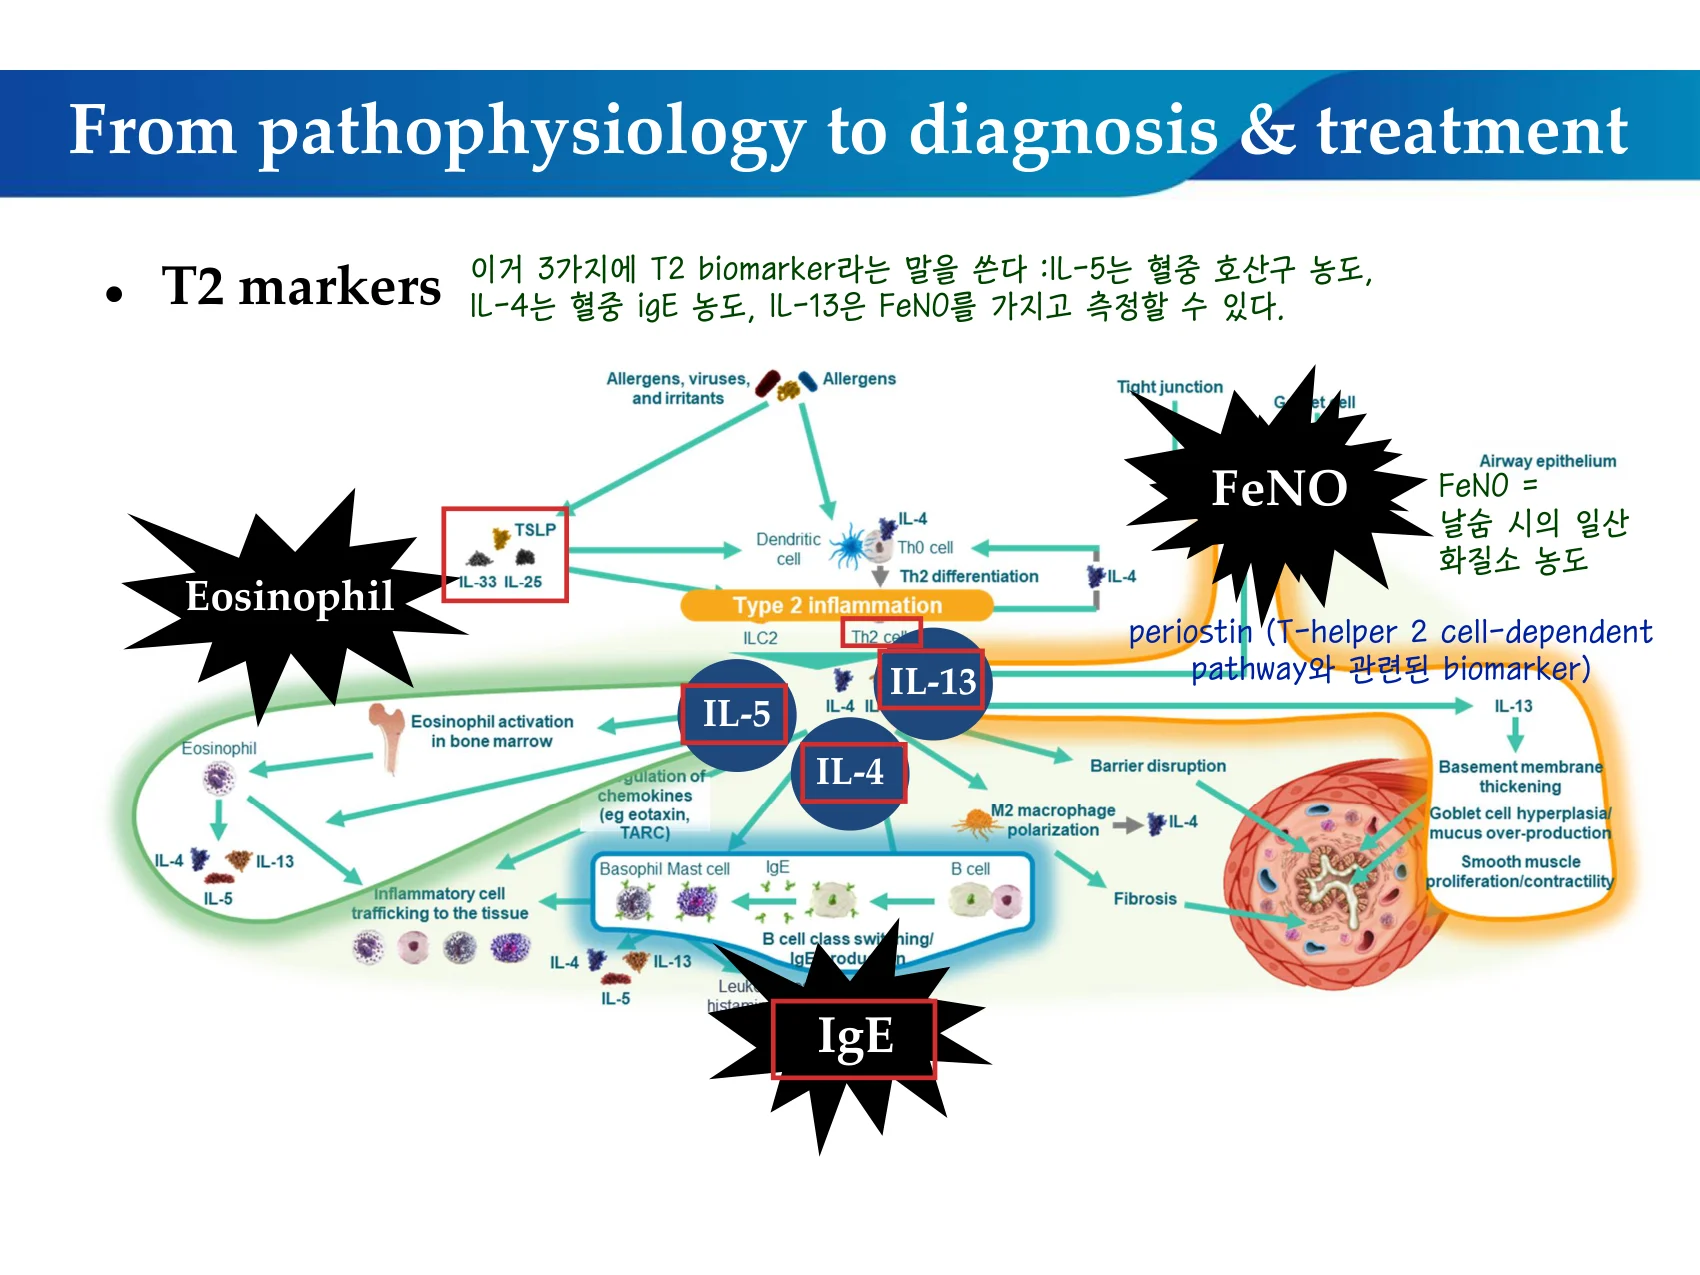 From pathophysiology to diagnosis & treatment
• T2 markers
이거 3가지에 T2 biomarker라는 말을 쓴다 :IL-5는 혈중 호산구 농도,
IL-4는 혈중 igE 농도, IL-13은 FeNO를 가지고 측정할 수 있다.
Allergens, viruses,
and irritants
Allergens
Tight junction
Airway epithelium
FeNO
FeNO =
날숨 시의 일산
화질소 농도
TSLP
IL-33 IL-25
Eosinophil
Dendritic
cell
IL-4
Th0 cell
Th2 differentiation
IL-4
Type 2 inflammation
ILC2
Th2 cell
periostin (T-helper 2 cell-dependent
pathway와 관련된 biomarker)
IL-13
IL-5
IL-4
IL-4
IL-13
Eosinophil activation
in bone marrow
Eosinophil
IL-4
IL-13
IL-5
chemokines
(eg eotaxin,
TARC)
Barrier disruption
M2 macrophage
polarization
IL-4
Fibrosis
Basement membrane
thickening
Goblet cell hyperplasia/
mucus over-production
Smooth muscle
proliferation/contractility
Inflammatory cell
trafficking to the tissue
Basophil Mast cell
IgE
B cell
B cell class switching/
IL-4
IL-13
IL-5
IgE